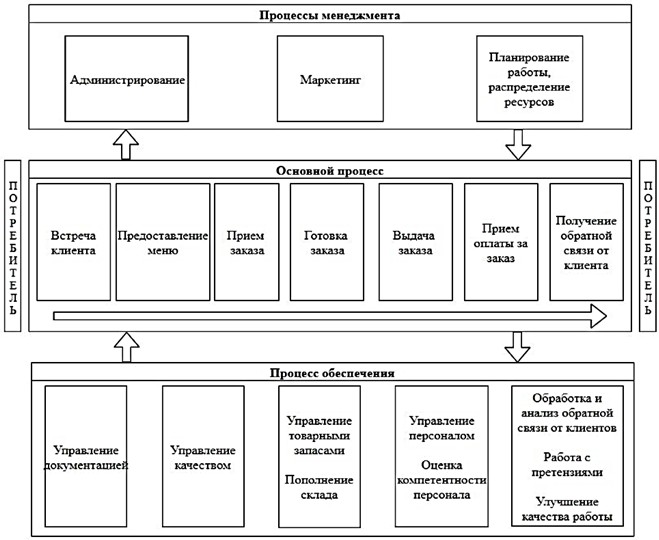 Процессы менеджмента
Администрирование
Маркетинг
Планирование
работы,
распределение
ресурсов
ПОТРЕБИТЕЛЬ
Основной процесс
Встреча
клиента
Предоставление
меню
Прием
заказа
Готовка
заказа
Выдача
заказа
Прием
оплаты за
заказ
Получение
обратной
связи от
клиента
ПОТРЕБИТЕЛЬ
Процесс обеспечения
Управление
документацией
Управление
качеством
Управление
товарными
запасами
Пополнение
склада
Управление
персоналом
Оценка
компетентности
персонала
Обработка и
анализ обратной
связи от клиентов
Работа с
претензиями
Улучшение
качества работы